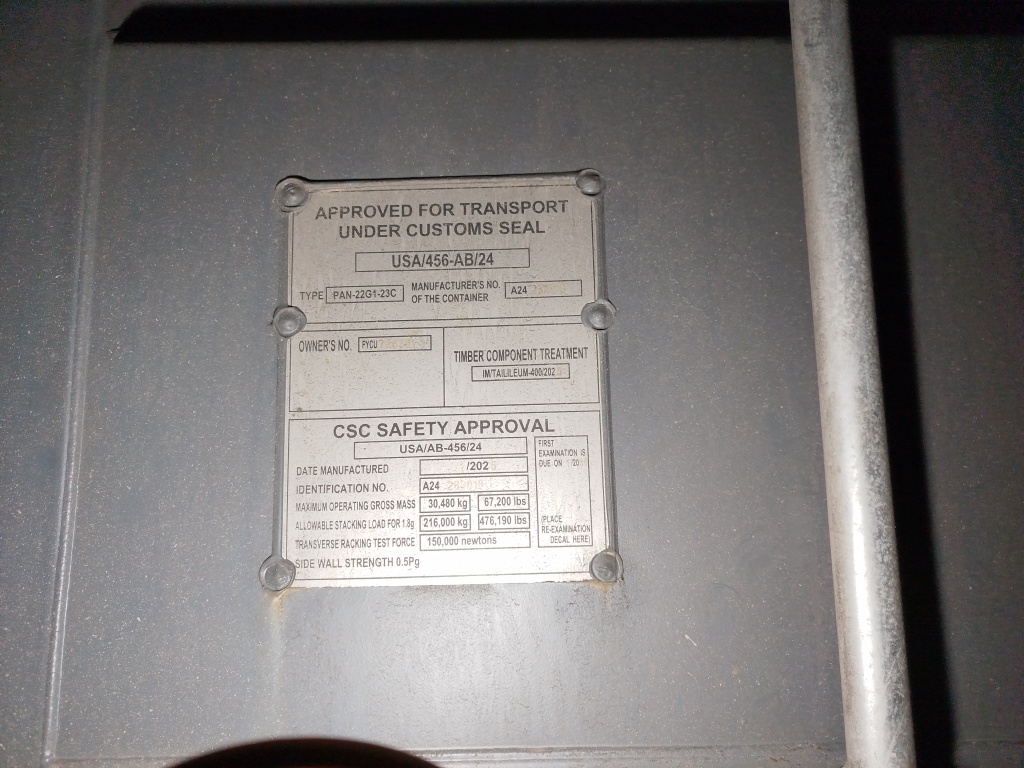 APPROVED FOR TRANSPORT
UNDER CUSTOMS SEAL
USA/456-AB/24
TYPE PAN-22G1-23C
MANUFACTURER'S NO.
OF THE CONTAINER
A24
OWNER'S NO. PYCU
TIMBER COMPONENT TREATMENT
CSC SAFETY APPROVAL
USA/AB-456/24
DATE MANUFACTURED /202
IDENTIFICATION NO. A24
MAXIMUM OPERATING GROSS MASS 30,480 kg 67,200 lbs
ALLOWABLE STACKING LOAD FOR 1.8g 216,000 kg 476,190 lbs
TRANSVERSE RACKING TEST FORCE 150,000 newtons
SIDE WALL STRENGTH 0.5Pg
FIRST
EXAMINATION IS
DUE ON /20
(PLACE
RE-EXAMINATION
DECAL HERE)